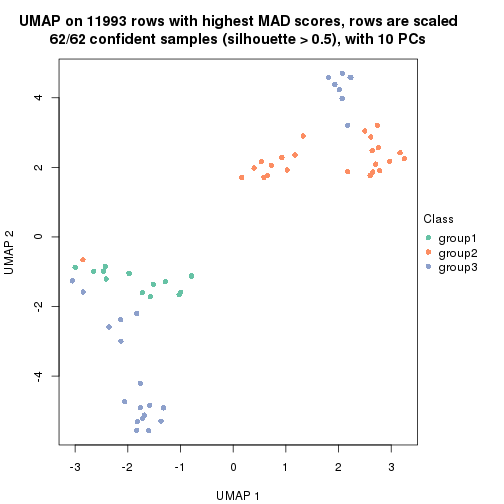 UMAP on 11993 rows with highest MAD scores, rows are scaled
62/62 confident samples (silhouette > 0.5), with 10 PCs
4
2
0
-2
-4
UMAP 2
-3
-2
-1
0
1
2
3
UMAP 1
Class
group1
group2
group3